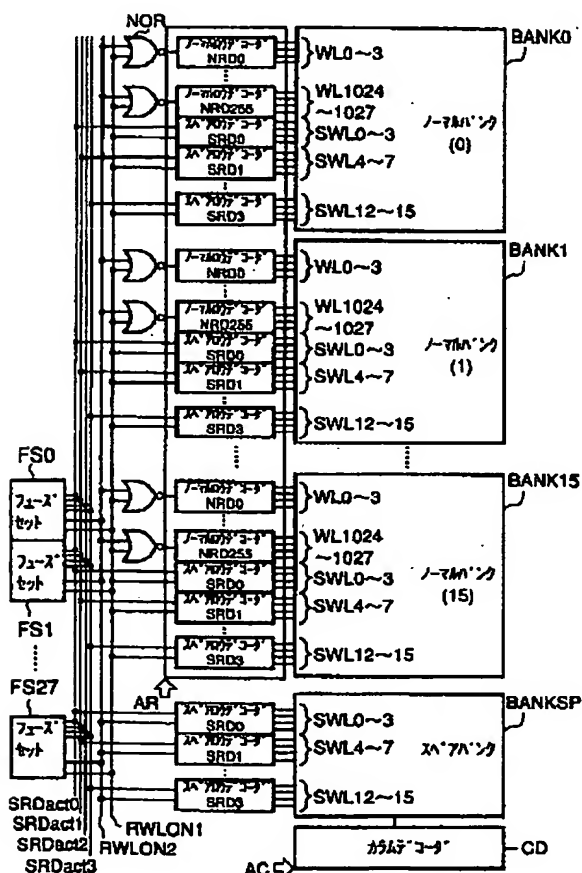 NOR
ノーマルロウデコーダ
NRD0
WL0～3
BANK0
ノーマルロウデコーダ
NRD255
WL1024
～1027
ノーマルバンク
(0)
スペアロウデコーダ
SRD0
SWL0～3
スペアロウデコーダ
SRD1
SWL4～7
スペアロウデコーダ
SRD3
SWL12～15
ノーマルロウデコーダ
NRD0
WL0～3
BANK1
ノーマルロウデコーダ
NRD255
WL1024
～1027
ノーマルバンク
(1)
スペアロウデコーダ
SRD0
SWL0～3
スペアロウデコーダ
SRD1
SWL4～7
スペアロウデコーダ
SRD3
SWL12～15
FS0
フューズ
セット
フューズ
セット
FS1
FS27
フューズ
セット
ノーマルロウデコーダ
NRD0
WL0～3
BANK15
ノーマルロウデコーダ
NRD255
WL1024
～1027
ノーマルバンク
(15)
スペアロウデコーダ
SRD0
SWL0～3
スペアロウデコーダ
SRD1
SWL4～7
スペアロウデコーダ
SRD3
SWL12～15
AR
スペアロウデコーダ
SRD0
SWL0～3
BANKSP
スペアロウデコーダ
SRD1
SWL4～7
スペアバンク
スペアロウデコーダ
SRD3
SWL12～15
SRDact0
SRDact1
SRDact2
SRDact3
RWLON1
RWLON2
カラムデコーダ
CD
AC